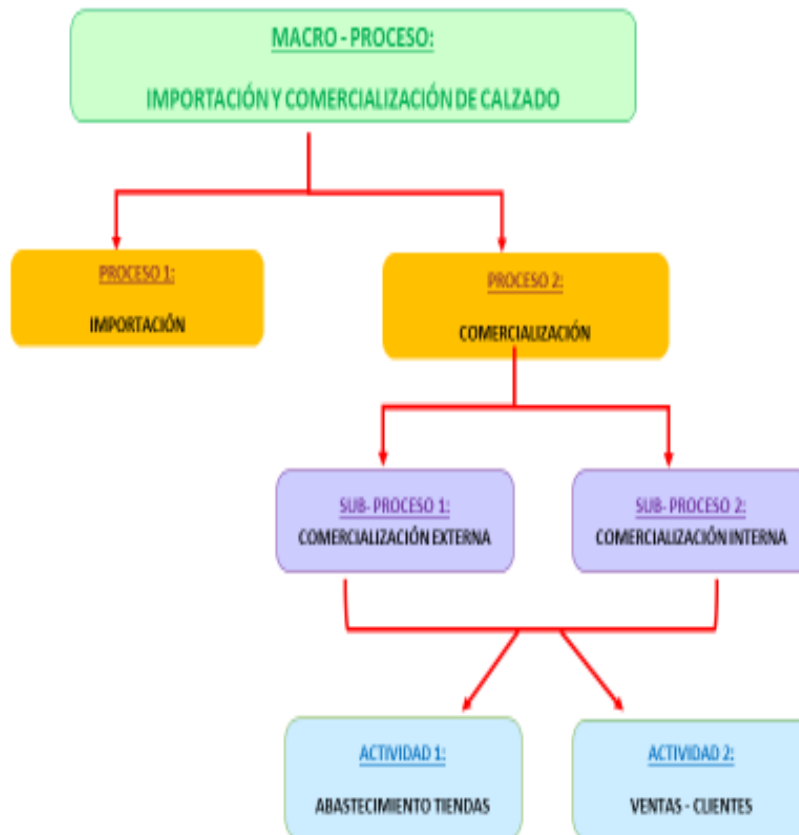 MACRO - PROCESO:
IMPORTACIÓN Y COMERCIALIZACIÓN DE CALZADO
PROCESO 1:
IMPORTACIÓN
PROCESO 2:
COMERCIALIZACIÓN
SUB- PROCESO 1:
COMERCIALIZACIÓN EXTERNA
SUB- PROCESO 2:
COMERCIALIZACIÓN INTERNA
ACTIVIDAD 1:
ABASTECIMIENTO TIENDAS
ACTIVIDAD 2:
VENTAS - CLIENTES